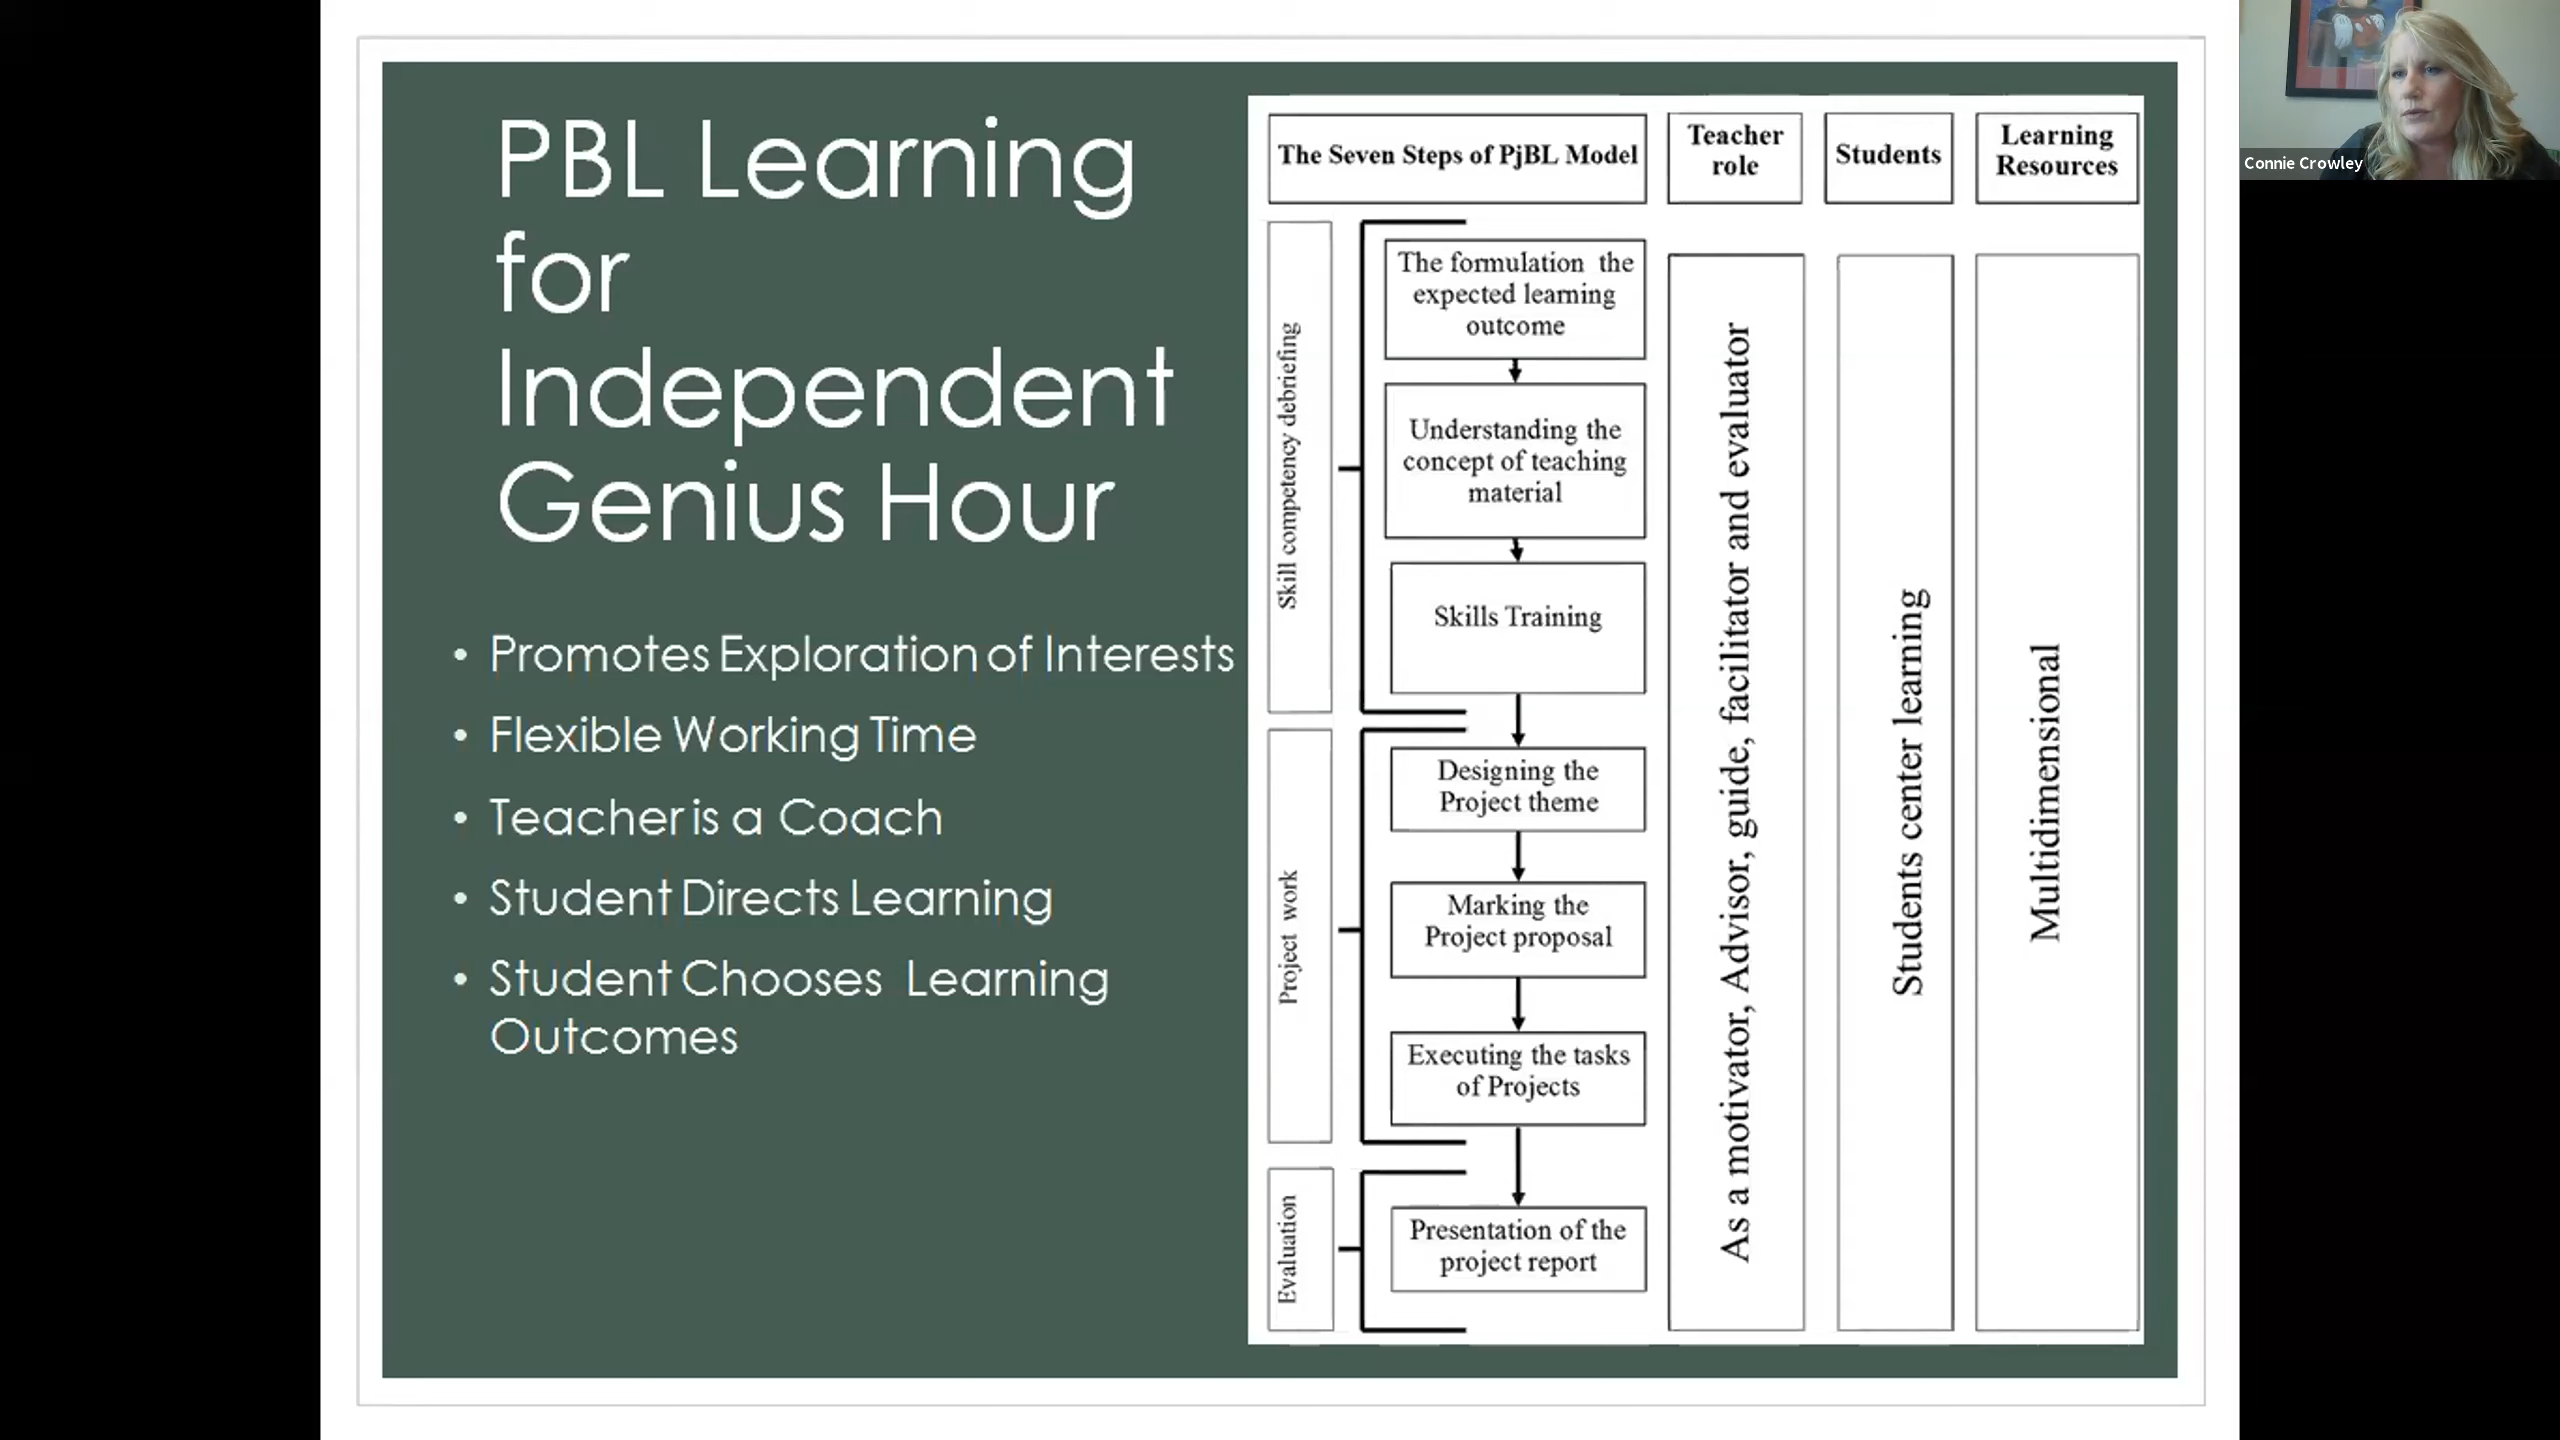 PBL Learning
for
Independent
Genius Hour
• Promotes Exploration of Interests
• Flexible Working Time
• Teacher is a Coach
• Student Directs Learning
• Student Chooses Learning
Outcomes
The Seven Steps of PjBL Model
Teacher
role
Students
Learning
Resources
Skill competency debriefing
The formulation the
expected learning
outcome
Understanding the
concept of teaching
material
Skills Training
Project work
Designing the
Project theme
Marking the
Project proposal
Executing the tasks
of Projects
Evaluation
Presentation of the
project report
As a motivator, Advisor, guide, facilitator and evaluator
Students center learning
Multidimensional
Connie Crowley